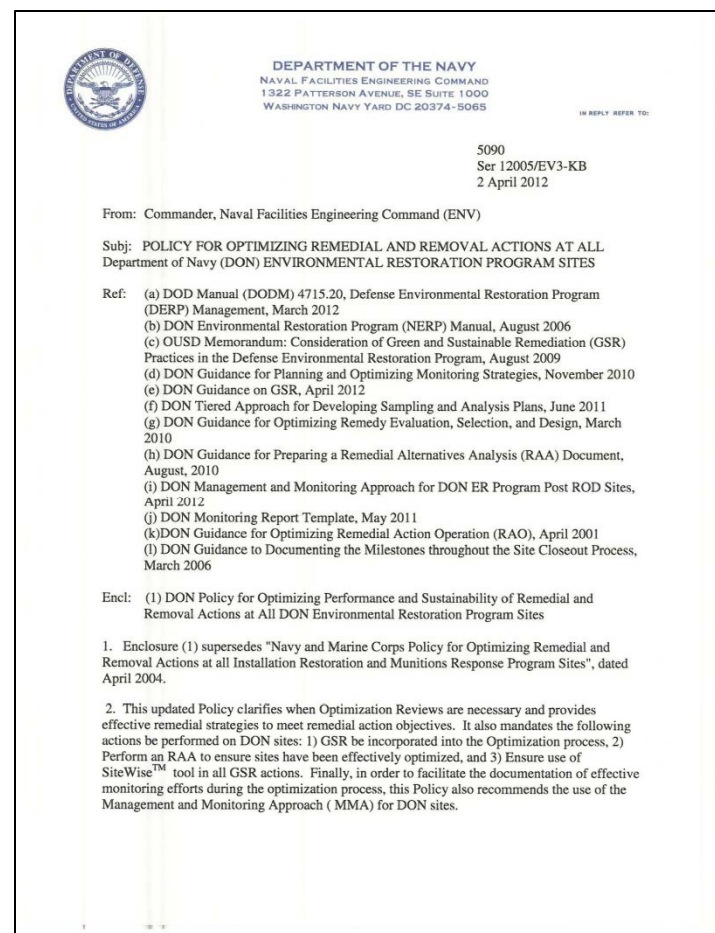 DEPARTMENT OF DEFENSE
UNITED STATES OF AMERICA
DEPARTMENT OF THE NAVY
NAVAL FACILITIES ENGINEERING COMMAND
1322 PATTERSON AVENUE, SE SUITE 1000
WASHINGTON NAVY YARD DC 20374-5065
IN REPLY REFER TO:
5090
Ser 12005/EV3-KB
2 April 2012
From: Commander, Naval Facilities Engineering Command (ENV)
Subj: POLICY FOR OPTIMIZING REMEDIAL AND REMOVAL ACTIONS AT ALL
Department of Navy (DON) ENVIRONMENTAL RESTORATION PROGRAM SITES
Ref: (a) DOD Manual (DODM) 4715.20, Defense Environmental Restoration Program
(DERP) Management, March 2012
(b) DON Environmental Restoration Program (NERP) Manual, August 2006
(c) OUSD Memorandum: Consideration of Green and Sustainable Remediation (GSR)
Practices in the Defense Environmental Restoration Program, August 2009
(d) DON Guidance for Planning and Optimizing Monitoring Strategies, November 2010
(e) DON Guidance on GSR, April 2012
(f) DON Tiered Approach for Developing Sampling and Analysis Plans, June 2011
(g) DON Guidance for Optimizing Remedy Evaluation, Selection, and Design, March
2010
(h) DON Guidance for Preparing a Remedial Alternatives Analysis (RAA) Document,
August, 2010
(i) DON Management and Monitoring Approach for DON ER Program Post ROD Sites,
April 2012
(j) DON Monitoring Report Template, May 2011
(k)DON Guidance for Optimizing Remedial Action Operation (RAO), April 2001
(l) DON Guidance to Documenting the Milestones throughout the Site Closeout Process,
March 2006
Encl: (1) DON Policy for Optimizing Performance and Sustainability of Remedial and
Removal Actions at All DON Environmental Restoration Program Sites
1. Enclosure (1) supersedes "Navy and Marine Corps Policy for Optimizing Remedial and
Removal Actions at all Installation Restoration and Munitions Response Program Sites", dated
April 2004.
2. This updated Policy clarifies when Optimization Reviews are necessary and provides
effective remedial strategies to meet remedial action objectives. It also mandates the following
actions be performed on DON sites: 1) GSR be incorporated into the Optimization process, 2)
Perform an RAA to ensure sites have been effectively optimized, and 3) Ensure use of
SiteWise™ tool in all GSR actions. Finally, in order to facilitate the documentation of effective
monitoring efforts during the optimization process, this Policy also recommends the use of the
Management and Monitoring Approach ( MMA) for DON sites.